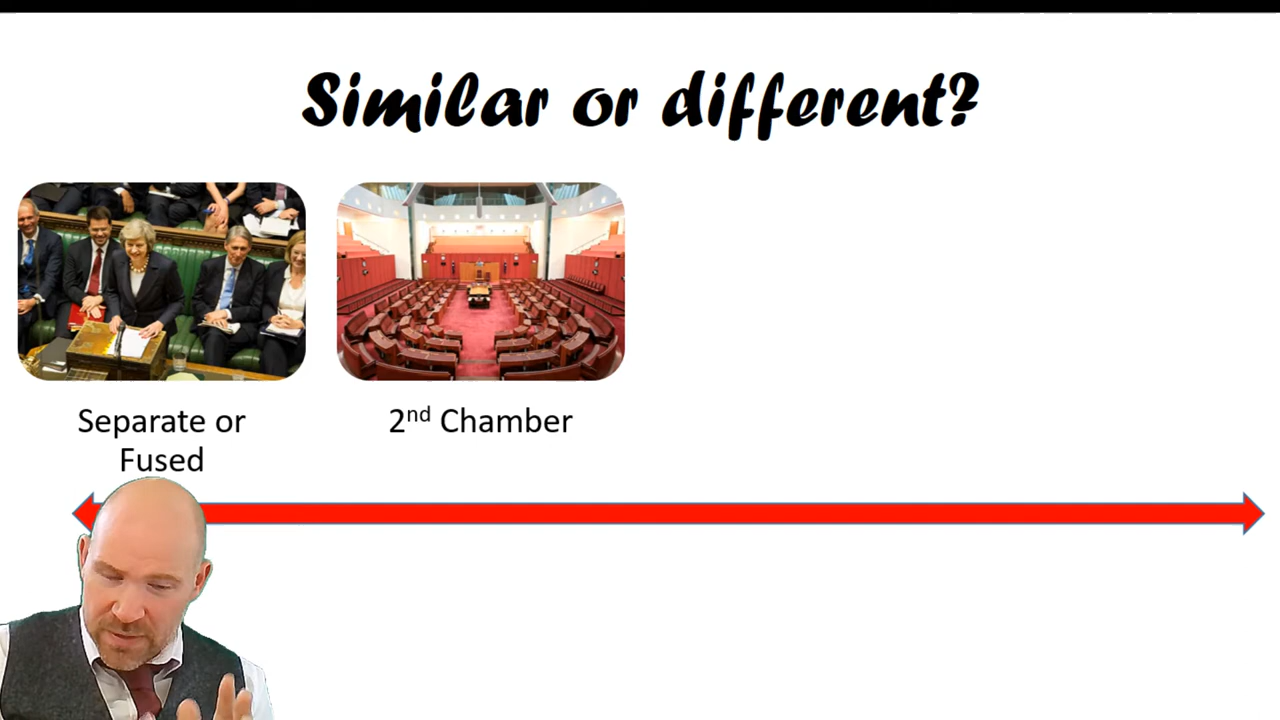 Similar or different?
Separate or
Fused
2nd Chamber